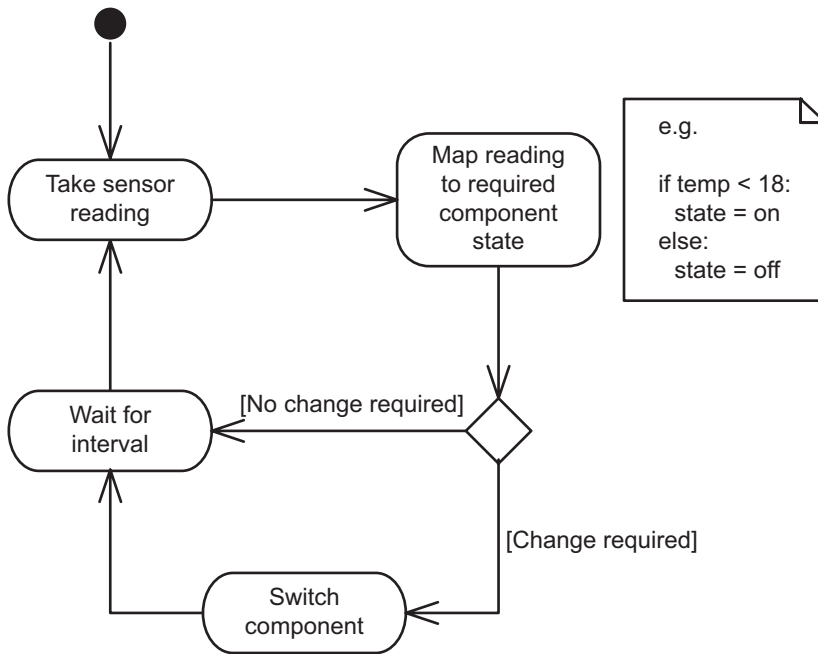 Take sensor
reading
Map reading
to required
component
state
e.g.
if temp < 18:
state = on
else:
state = off
[No change required]
Wait for
interval
[Change required]
Switch
component